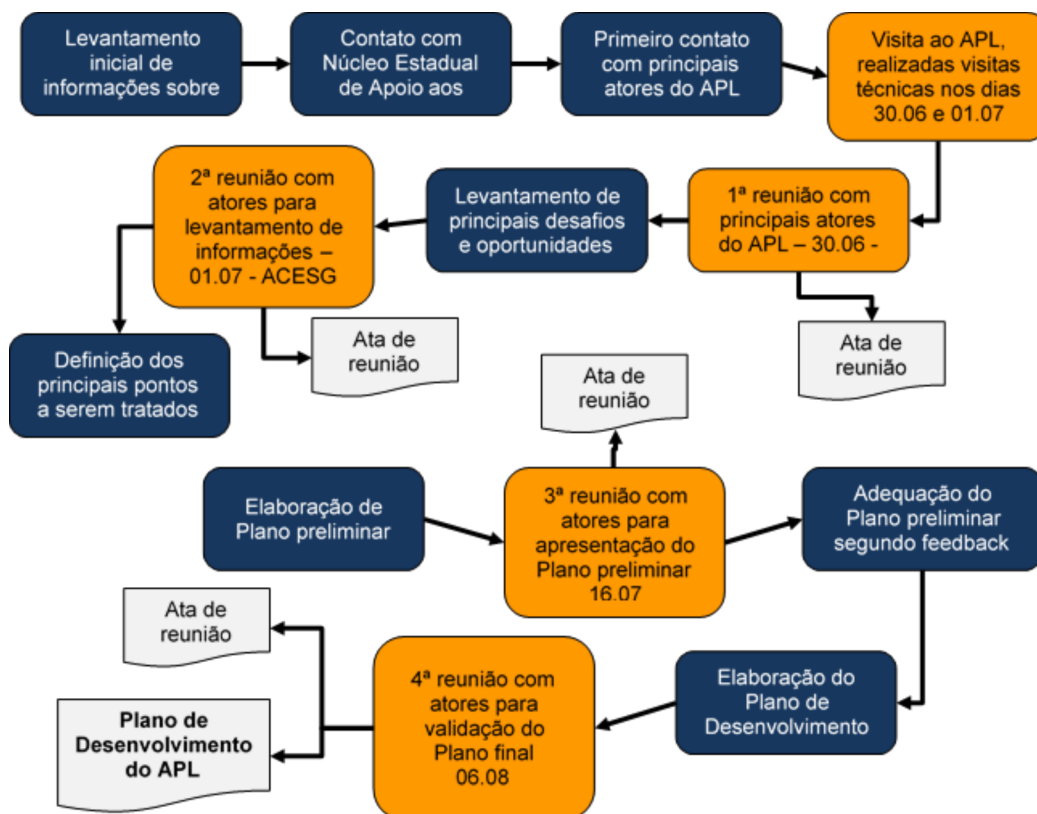 Levantamento
inicial de
informações sobre
Contato com
Núcleo Estadual
de Apoio aos
Primeiro contato
com principais
atores do APL
Visita ao APL,
realizadas visitas
técnicas nos dias
30.06 e 01.07
2ª reunião com
atores para
levantamento de
informações –
01.07 - ACESG
Levantamento de
principais desafios
e oportunidades
1ª reunião com
principais atores
do APL – 30.06 -
Ata de
reunião
Ata de
reunião
Definição dos
principais pontos
a serem tratados
Ata de
reunião
Elaboração de
Plano preliminar
3ª reunião com
atores para
apresentação do
Plano preliminar
16.07
Adequação do
Plano preliminar
segundo feedback
Ata de
reunião
4ª reunião com
atores para
validação do
Plano final
06.08
Elaboração do
Plano de
Desenvolvimento
Plano de
Desenvolvimento
do APL